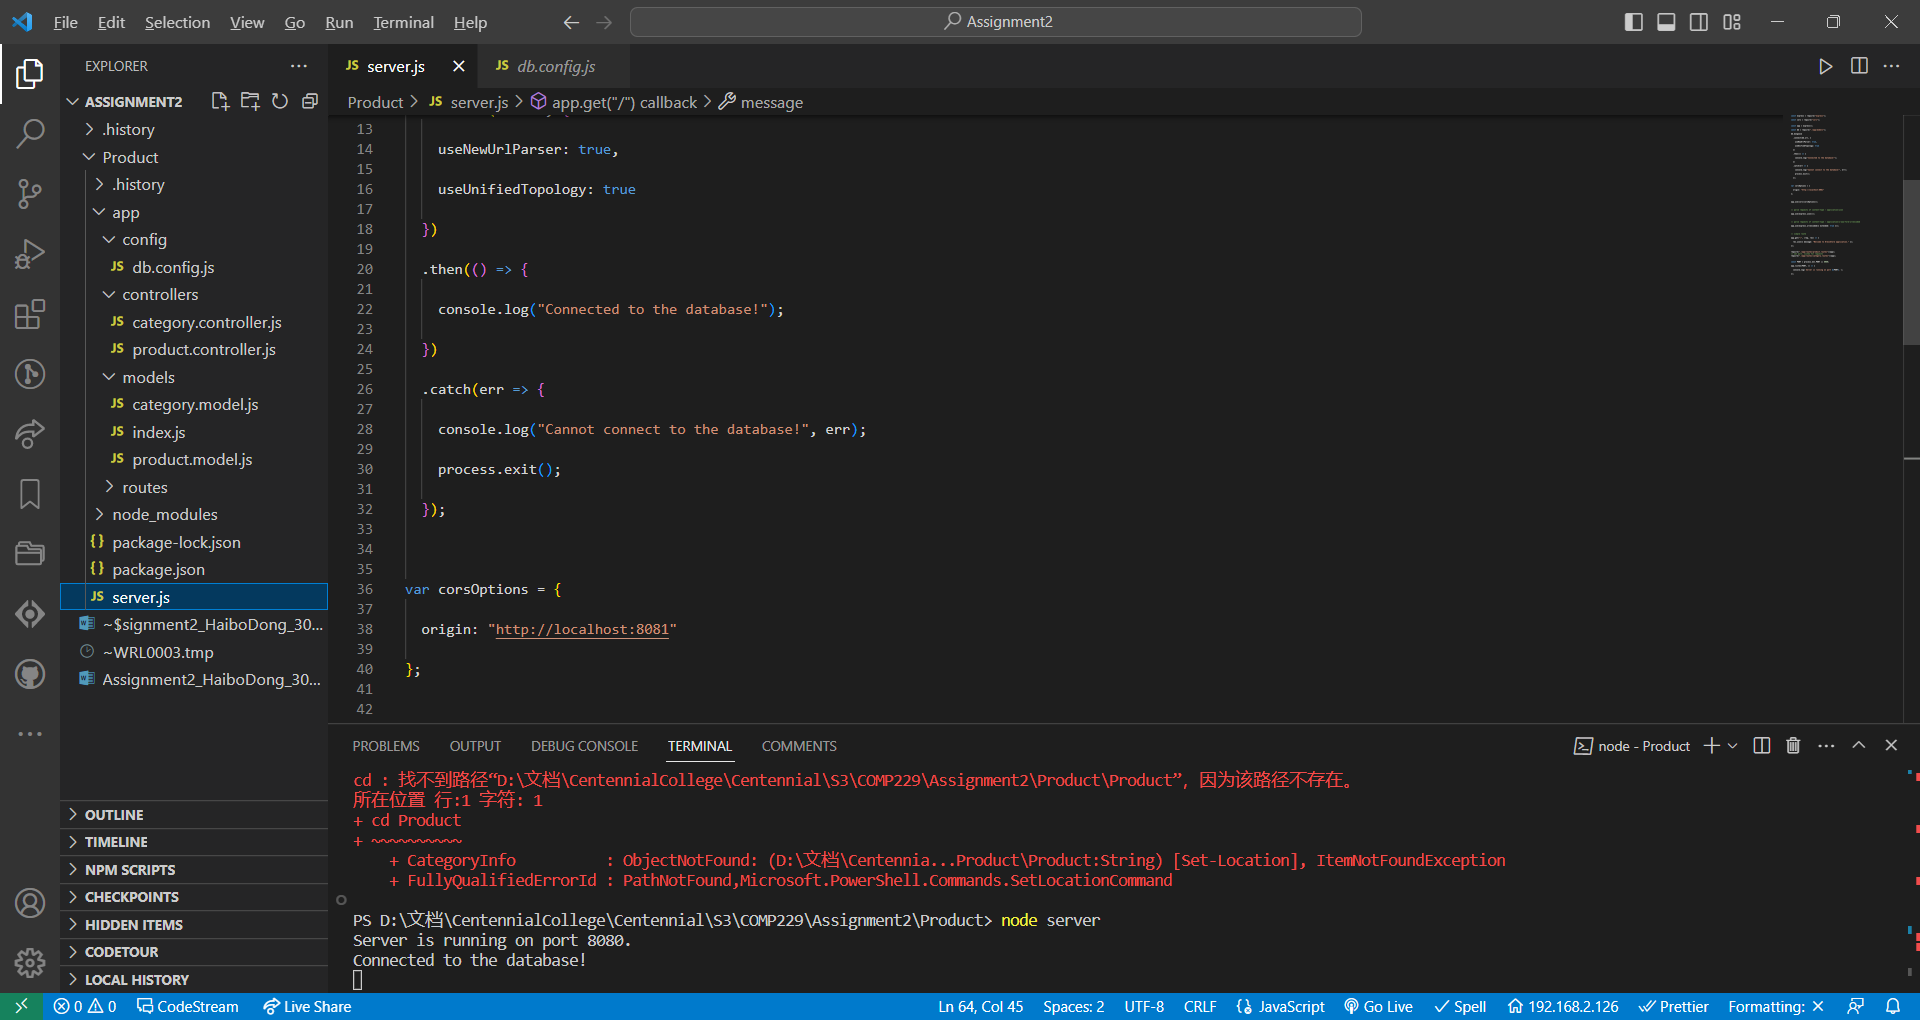 File Edit Selection View Go Run Terminal Help
Assignment2
EXPLORER
ASSIGNMENT2
.history
Product
.history
app
config
JS db.config.js
controllers
JS category.controller.js
JS product.controller.js
models
JS category.model.js
JS index.js
JS product.model.js
routes
node_modules
{} package-lock.json
{} package.json
JS server.js
~$signment2_HaiboDong_30...
~WRL0003.tmp
Assignment2_HaiboDong_30...
OUTLINE
TIMELINE
NPM SCRIPTS
CHECKPOINTS
HIDDEN ITEMS
CODETOUR
LOCAL HISTORY
JS server.js
JS db.config.js
Product > JS server.js > app.get("/") callback > message
13
14 useNewUrlParser: true,
15
16 useUnifiedTopology: true
17
18 })
19
20 .then(() => {
21
22 console.log("Connected to the database!");
23
24 })
25
26 .catch(err => {
27
28 console.log("Cannot connect to the database!", err);
29
30 process.exit();
31
32 });
33
34
35
36 var corsOptions = {
37
38 origin: "http://localhost:8081"
39
40 };
41
42
PROBLEMS OUTPUT DEBUG CONSOLE TERMINAL COMMENTS
node - Product
cd : 找不到路径“D:\文档\CentennialCollege\Centennial\S3\COMP229\Assignment2\Product\Product”，因为该路径不存在。
所在位置 行:1 字符: 1
+ cd Product
+ ~~~~~~~~~~
+ CategoryInfo : ObjectNotFound: (D:\文档\Centennia...Product\Product:String) [Set-Location], ItemNotFoundException
+ FullyQualifiedErrorId : PathNotFound,Microsoft.PowerShell.Commands.SetLocationCommand
PS D:\文档\CentennialCollege\Centennial\S3\COMP229\Assignment2\Product> node server
Server is running on port 8080.
Connected to the database!
0 0 CodeStream Live Share
Ln 64, Col 45 Spaces: 2 UTF-8 CRLF {} JavaScript Go Live Spell 192.168.2.126 Prettier Formatting: ×